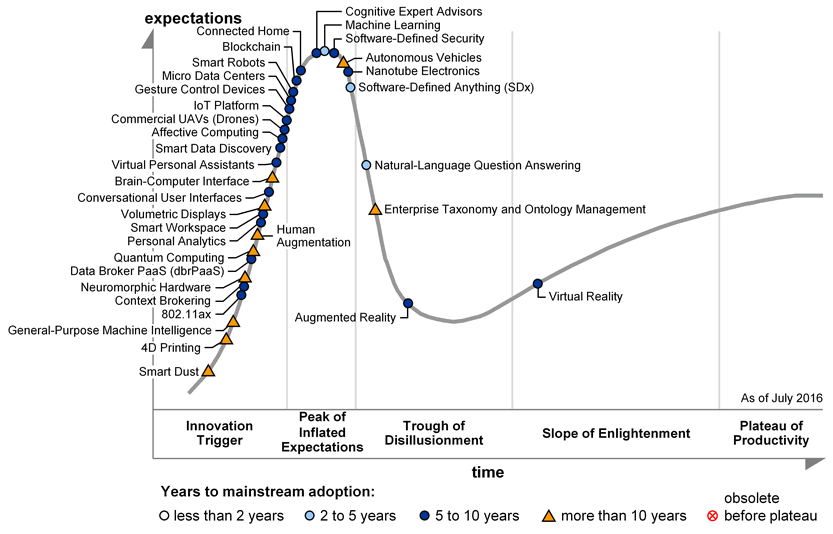 expectations
Cognitive Expert Advisors
Machine Learning
Software-Defined Security
Connected Home
Blockchain
Autonomous Vehicles
Smart Robots
Nanotube Electronics
Micro Data Centers
Gesture Control Devices
Software-Defined Anything (SDx)
IoT Platform
Commercial UAVs (Drones)
Affective Computing
Smart Data Discovery
Virtual Personal Assistants
Natural-Language Question Answering
Brain-Computer Interface
Conversational User Interfaces
Volumetric Displays
Enterprise Taxonomy and Ontology Management
Smart Workspace
Personal Analytics
Human
Augmentation
Quantum Computing
Data Broker PaaS (dbrPaaS)
Neuromorphic Hardware
Context Brokering
802.11ax
Virtual Reality
Augmented Reality
General-Purpose Machine Intelligence
4D Printing
Smart Dust
As of July 2016
Innovation
Trigger
Peak of
Inflated
Expectations
Trough of
Disillusionment
Slope of Enlightenment
Plateau of
Productivity
time
Years to mainstream adoption:
less than 2 years
2 to 5 years
5 to 10 years
more than 10 years
obsolete
before plateau